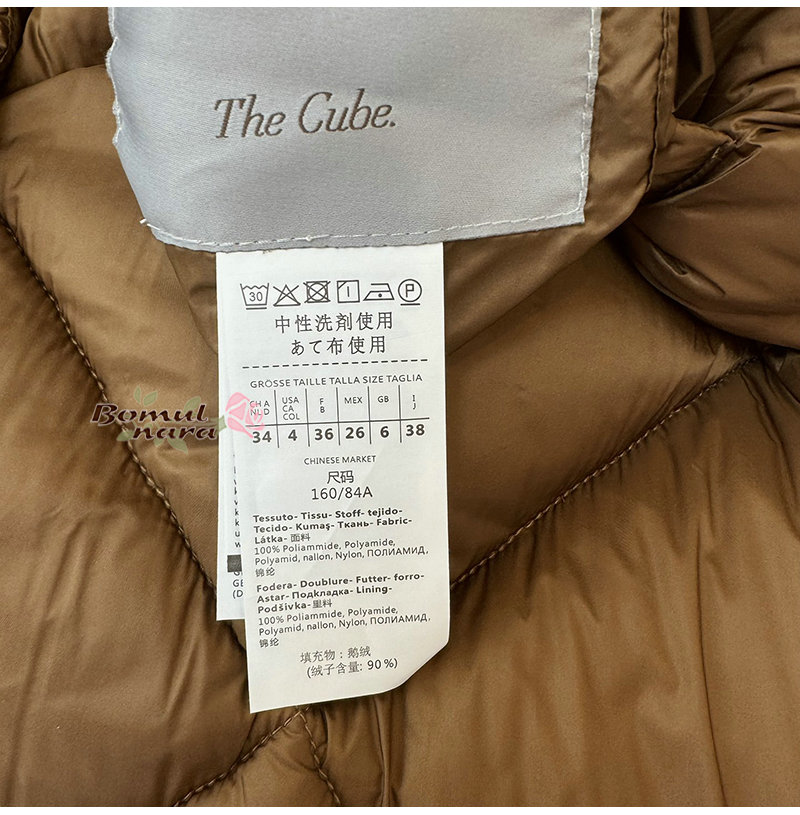 The Cube.
30
P
中性洗剤使用
あて布使用
GRÖSSE TAILLE TALLA SIZE TAGLIA
CH A NL D USA CA COL F B MEX GB I J
34 4 36 26 6 38
CHINESE MARKET
尺码
160/84A
Tessuto- Tissu- Stoff- tejido-
Tecido- Kumaş- Ткань- Fabric-
Látka- 面料
100% Poliammide, Polyamide,
Polyamid, nallon, Nylon, ПОЛИАМИД,
锦纶
Fodera- Doublure- Futter- forro-
Astar- Подкладка- Lining-
Podšivka- 里料
100% Poliammide, Polyamide,
Polyamid, nallon, Nylon, ПОЛИАМИД,
锦纶
填充物: 鹅绒
(绒子含量: 90%)
Bomul
nara